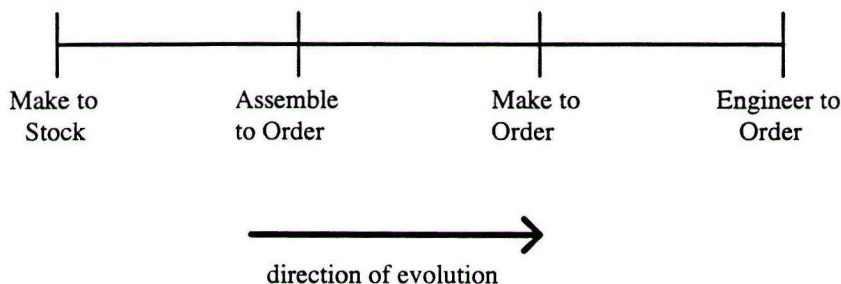 Make to
Stock
Assemble
to Order
Make to
Order
Engineer to
Order
direction of evolution